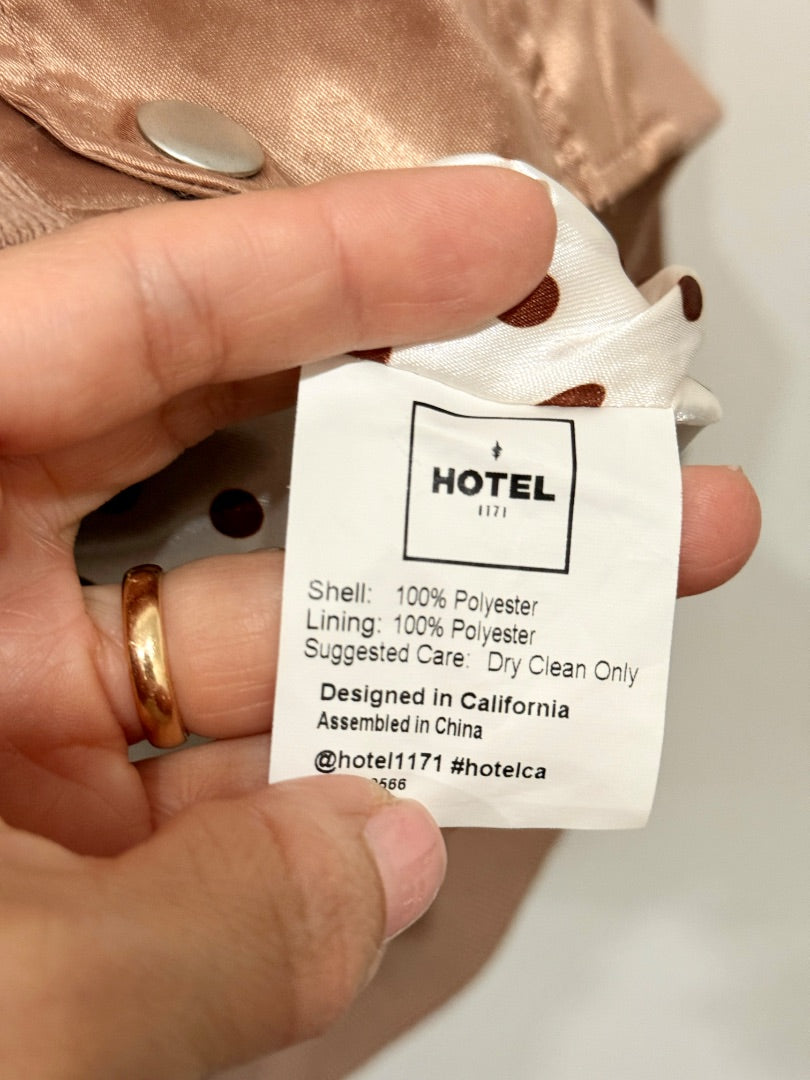 HOTEL
1171
Shell: 100% Polyester
Lining: 100% Polyester
Suggested Care: Dry Clean Only
Designed in California
Assembled in China
@hotel1171 #hotelca